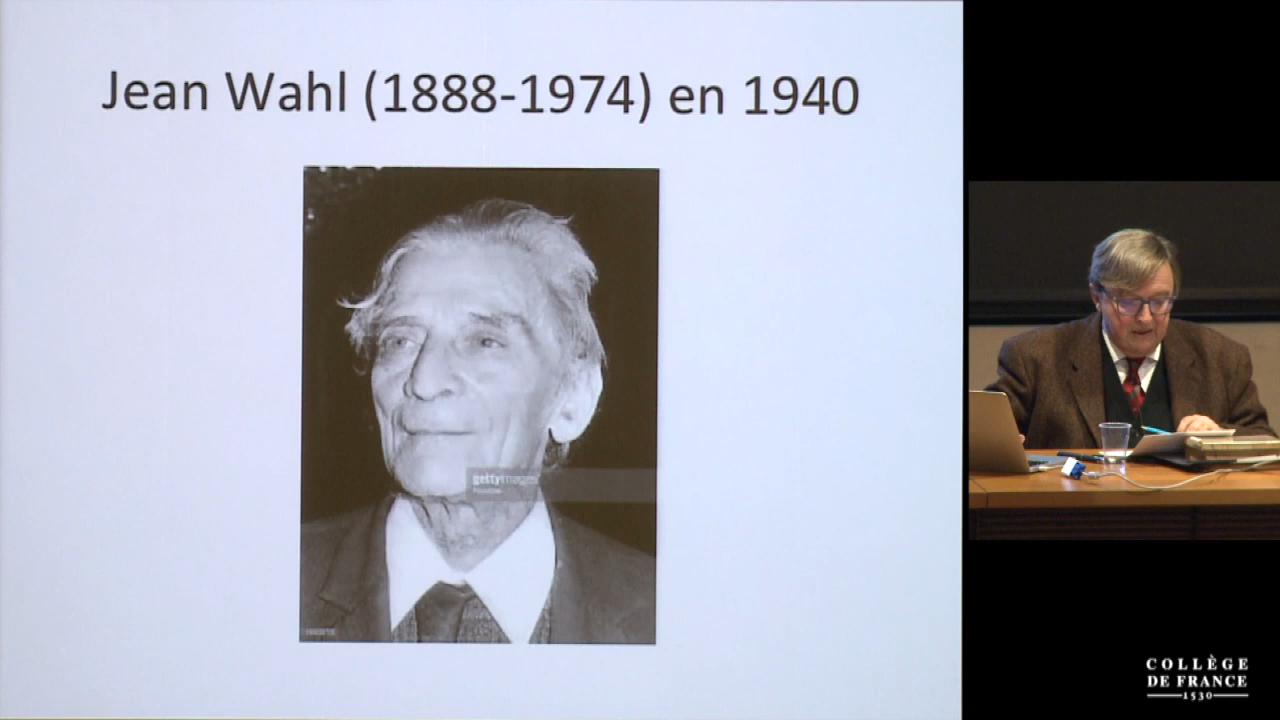 Jean Wahl (1888-1974) en 1940
gettyimages
COLLÈGE
DE FRANCE
1530